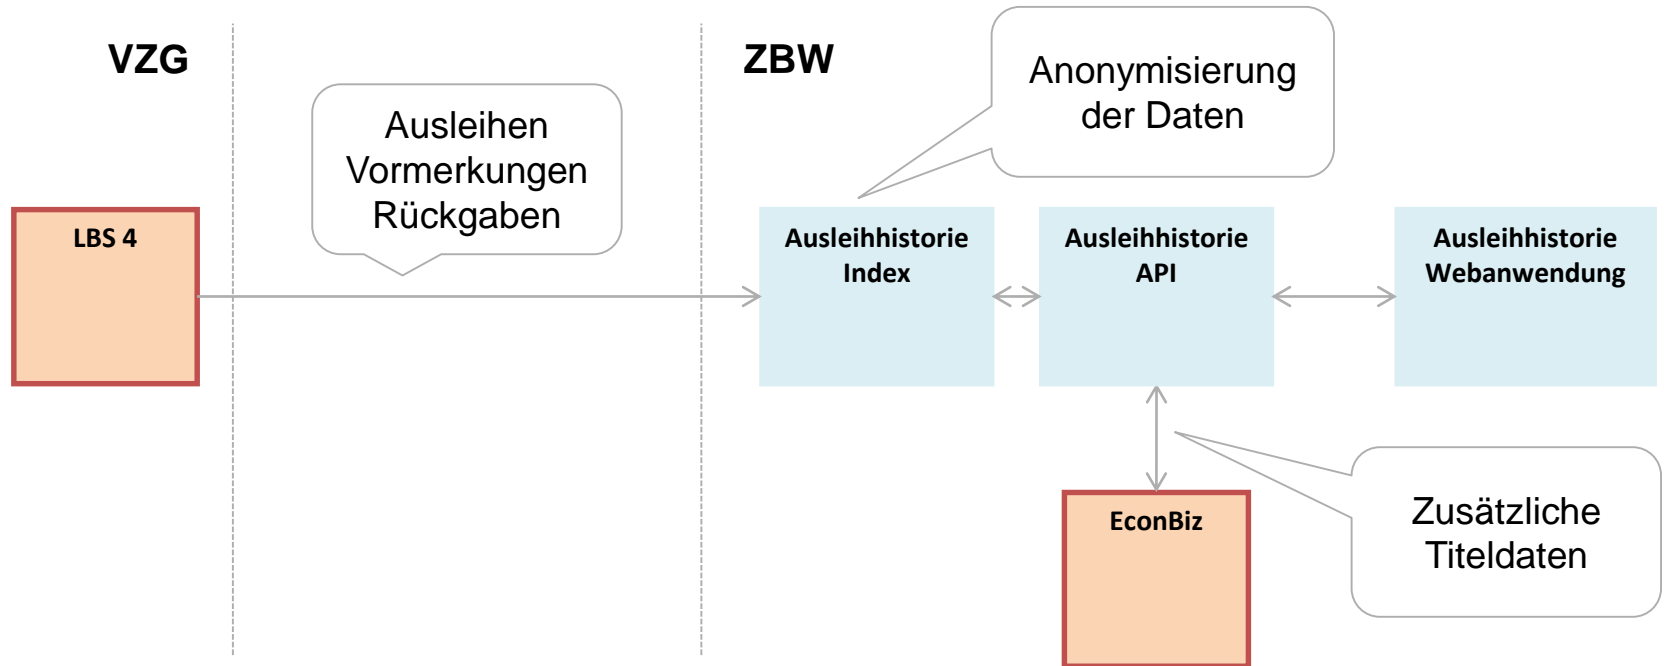 VZG
ZBW
Ausleihen
Vormerkungen
Rückgaben
Anonymisierung
der Daten
LBS 4
Ausleihhistorie
Index
Ausleihhistorie
API
Ausleihhistorie
Webanwendung
EconBiz
Zusätzliche
Titeldaten